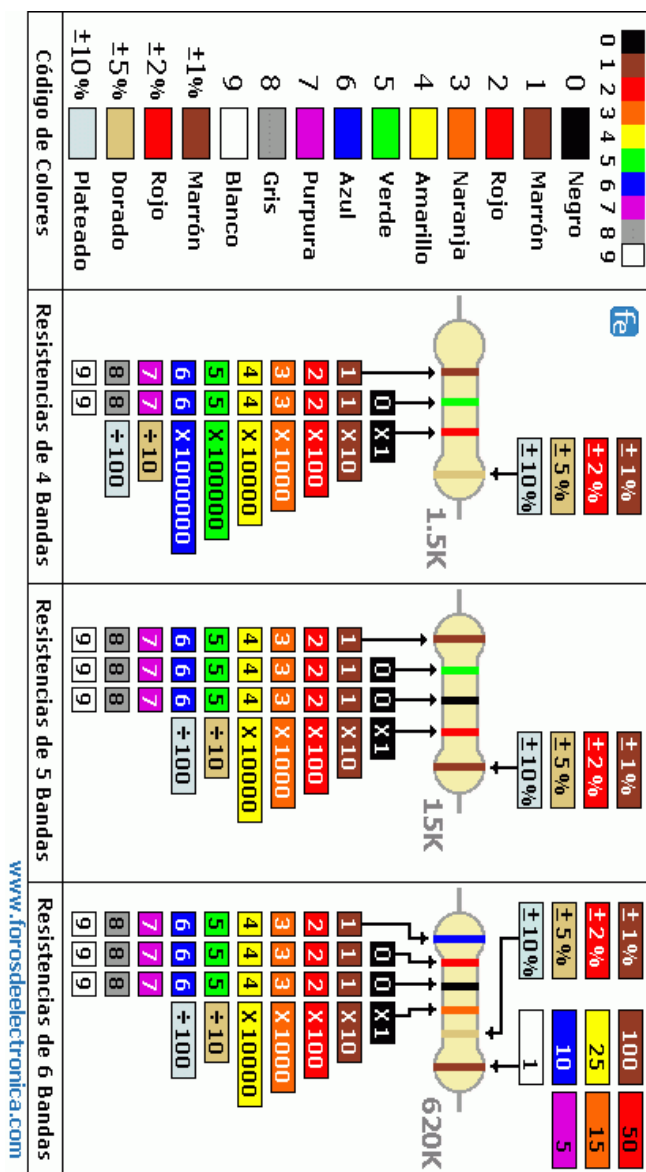 0 1 2 3 4 5 6 7 8 9
0 Negro
1 Marrón
2 Rojo
3 Naranja
4 Amarillo
5 Verde
6 Azul
7 Purpura
8 Gris
9 Blanco
±1% Marrón
±2% Rojo
±5% Dorado
±10% Plateado
Código de Colores
fe
±1%
±2%
±5%
±10%
1.5K
0 X1
1 1 X10
2 2 X100
3 3 X1000
4 4 X10000
5 5 X100000
6 6 X1000000
7 7 ÷10
8 8 ÷100
9 9
Resistencias de 4 Bandas
±1%
±2%
±5%
±10%
15K
0 0 X1
1 1 1 X10
2 2 2 X100
3 3 3 X1000
4 4 4 X10000
5 5 5 ÷10
6 6 6 ÷100
7 7 7
8 8 8
9 9 9
Resistencias de 5 Bandas
±1% 100 50
±2% 25 15
±5% 10 5
±10% 1
620K
0 0 X1
1 1 1 X10
2 2 2 X100
3 3 3 X1000
4 4 4 X10000
5 5 5 ÷10
6 6 6 ÷100
7 7 7
8 8 8
9 9 9
Resistencias de 6 Bandas
www.forosdeelectronica.com